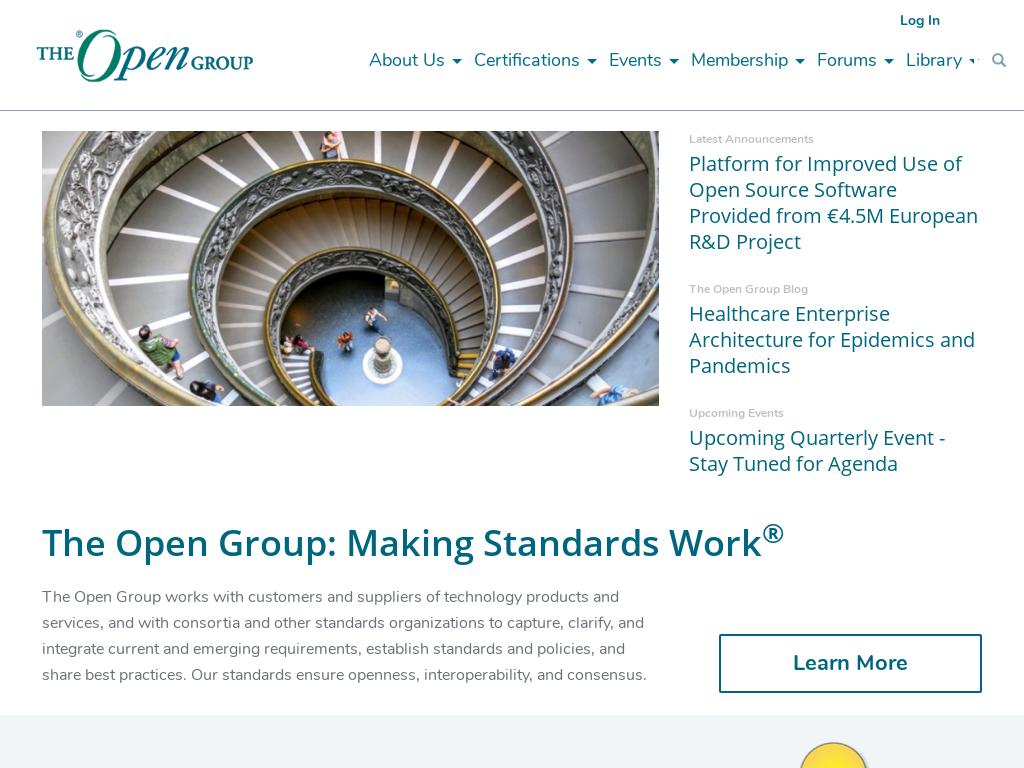 Log In
THE Open GROUP®
About Us
Certifications
Events
Membership
Forums
Library
Latest Announcements
Platform for Improved Use of
Open Source Software
Provided from €4.5M European
R&D Project
The Open Group Blog
Healthcare Enterprise
Architecture for Epidemics and
Pandemics
Upcoming Events
Upcoming Quarterly Event -
Stay Tuned for Agenda
The Open Group: Making Standards Work®
The Open Group works with customers and suppliers of technology products and
services, and with consortia and other standards organizations to capture, clarify, and
integrate current and emerging requirements, establish standards and policies, and
share best practices. Our standards ensure openness, interoperability, and consensus.
Learn More